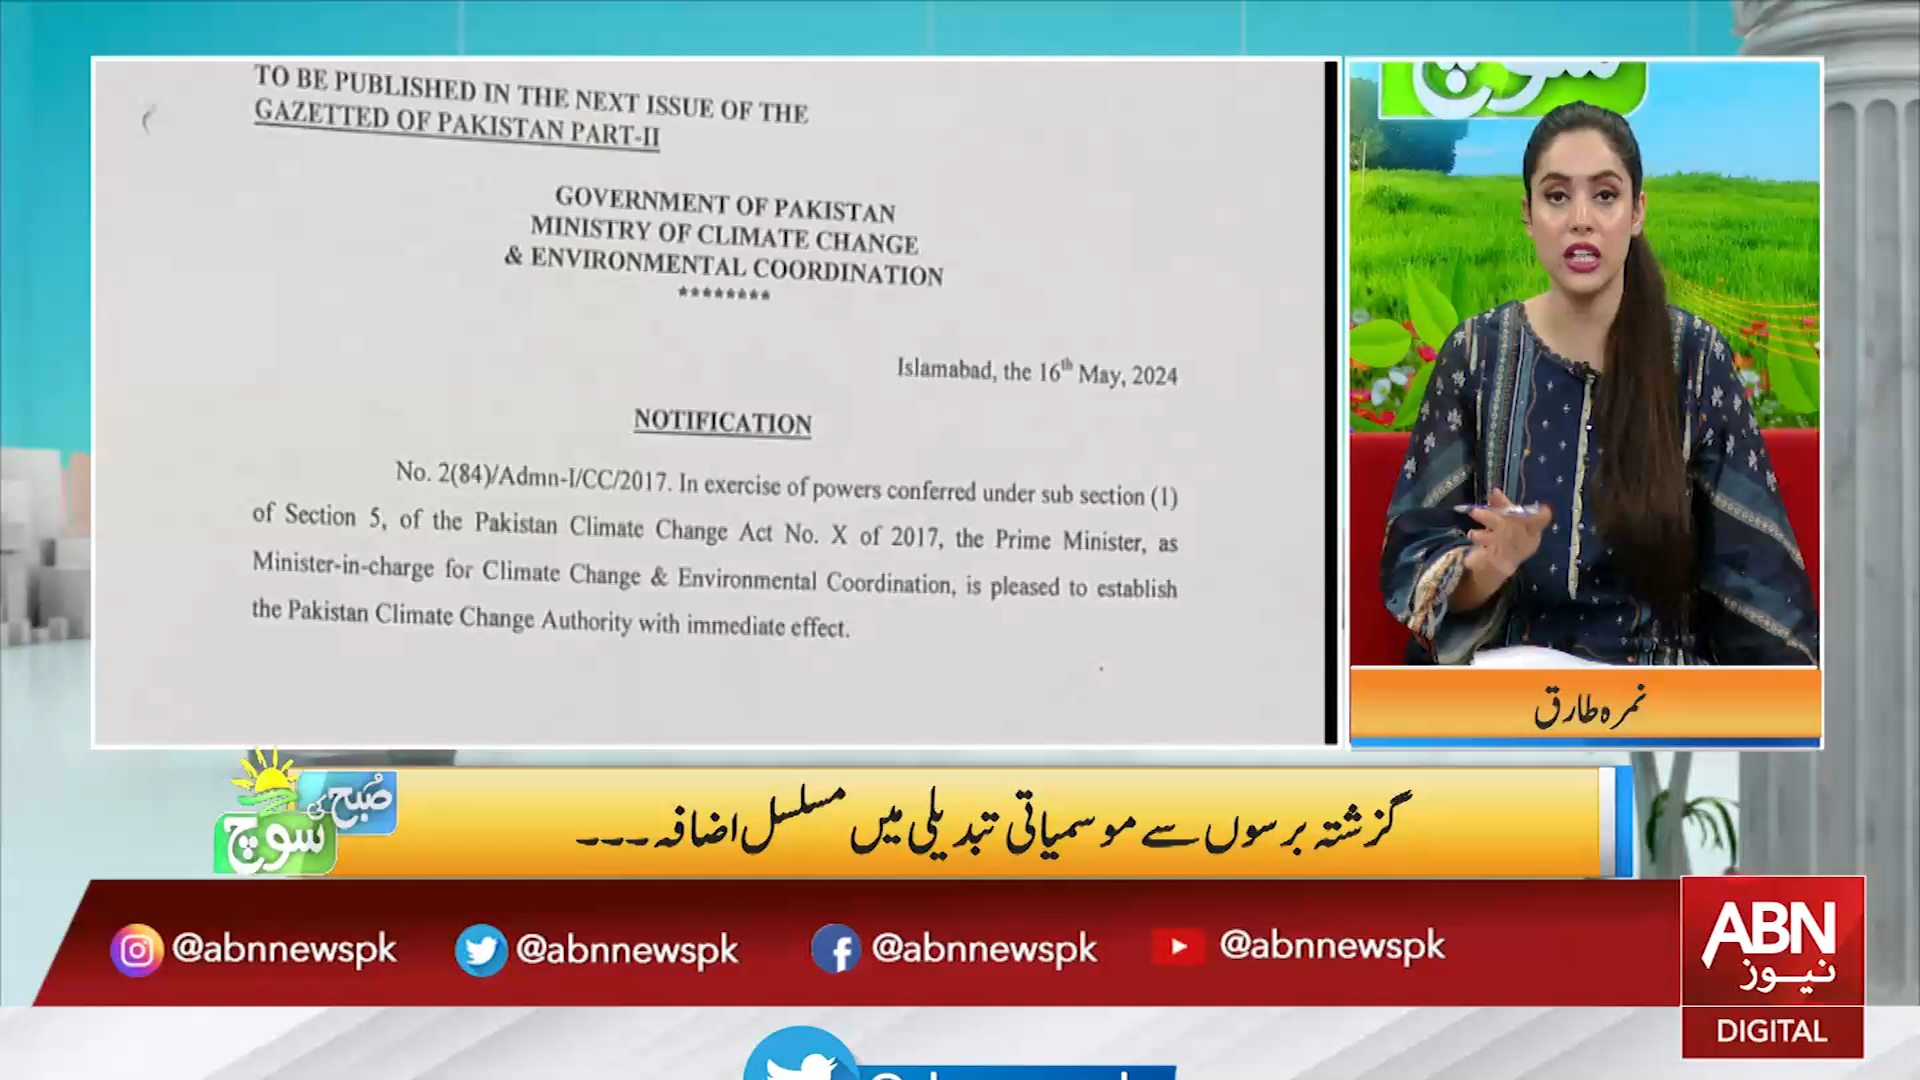 TO BE PUBLISHED IN THE NEXT ISSUE OF THE
GAZETTED OF PAKISTAN PART-II
GOVERNMENT OF PAKISTAN
MINISTRY OF CLIMATE CHANGE
& ENVIRONMENTAL COORDINATION
********
Islamabad, the 16th May, 2024
NOTIFICATION
No. 2(84)/Admn-I/CC/2017. In exercise of powers conferred under sub section (1)
of Section 5, of the Pakistan Climate Change Act No. X of 2017, the Prime Minister, as
Minister-in-charge for Climate Change & Environmental Coordination, is pleased to establish
the Pakistan Climate Change Authority with immediate effect.
سوچ
نمرہ طارق
صُبح کی
سوچ
گزشتہ برسوں سے موسمیاتی تبدیلی میں مسلسل اضافہ ۔۔۔
@abnnewspk
@abnnewspk
@abnnewspk
@abnnewspk
ABN
نیوز
DIGITAL